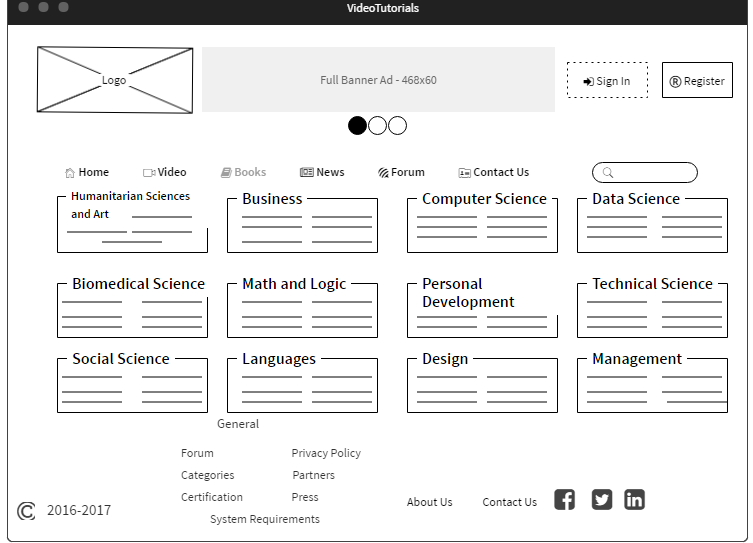 VideoTutorials
Logo
Full Banner Ad - 468x60
Sign In
® Register
Home Video Books News Forum Contact Us
Humanitarian Sciences
and Art
Business
Computer Science
Data Science
Biomedical Science
Math and Logic
Personal
Development
Technical Science
Social Science
Languages
Design
Management
General
Forum Privacy Policy
Categories Partners
Certification Press
System Requirements
About Us Contact Us
© 2016-2017